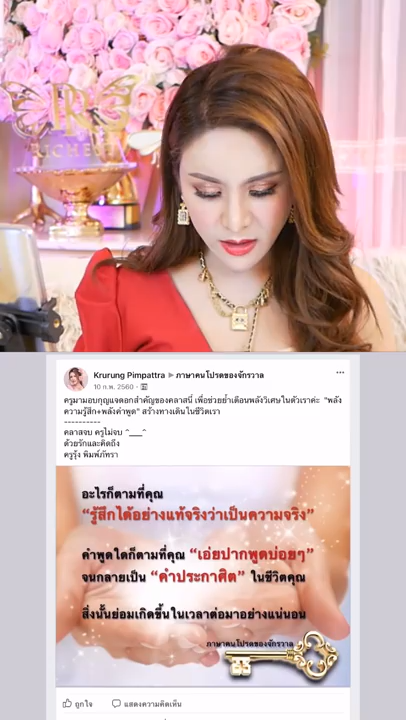 R
RICHES
Krurung Pimpattra ▶ ภาษาคนโปรดของจักรวาล
10 ก.พ. 2560 ·
ครูมามอบกุญแจดอกสำคัญของคลาสนี้ เพื่อช่วยย้ำเตือนพลังวิเศษในตัวเราค่ะ "พลัง
ความรู้สึก+พลังคำพูด" สร้างทางเดินในชีวิตเรา
----------
คลาสจบ ครูไม่จบ ^___^
ด้วยรักและคิดถึง
ครูรุ้ง พิมพ์ภัทรา
อะไรก็ตามที่คุณ
“รู้สึกได้อย่างแท้จริงว่าเป็นความจริง”
คำพูดใดก็ตามที่คุณ “เอ่ยปากพูดบ่อยๆ”
จนกลายเป็น “คำประกาศิต” ในชีวิตคุณ
สิ่งนั้นย่อมเกิดขึ้นในเวลาต่อมาอย่างแน่นอน
ภาษาคนโปรดของจักรวาล
ถูกใจ แสดงความคิดเห็น